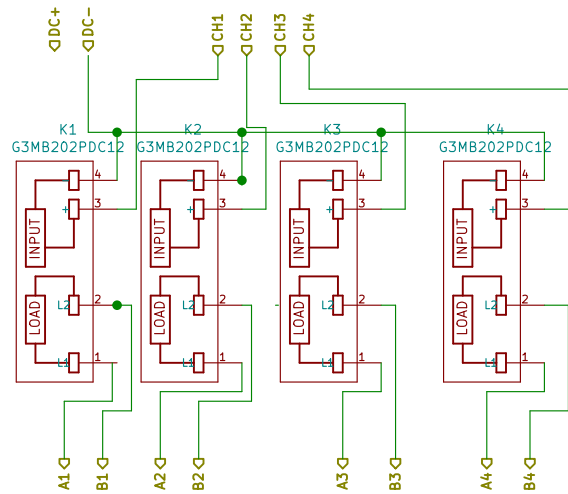 DC+ DC- CH1 CH2 CH3 CH4
K1 K2 K3 K4
G3MB202PDC12 G3MB202PDC12 G3MB202PDC12 G3MB202PDC12
- 4 - 4 - 4 - 4
+ 3 + 3 + 3 + 3
INPUT INPUT INPUT INPUT
L2 2 L2 2 L2 2 L2 2
LOAD LOAD LOAD LOAD
L1 1 L1 1 L1 1 L1 1
A1 B1 A2 B2 A3 B3 A4 B4